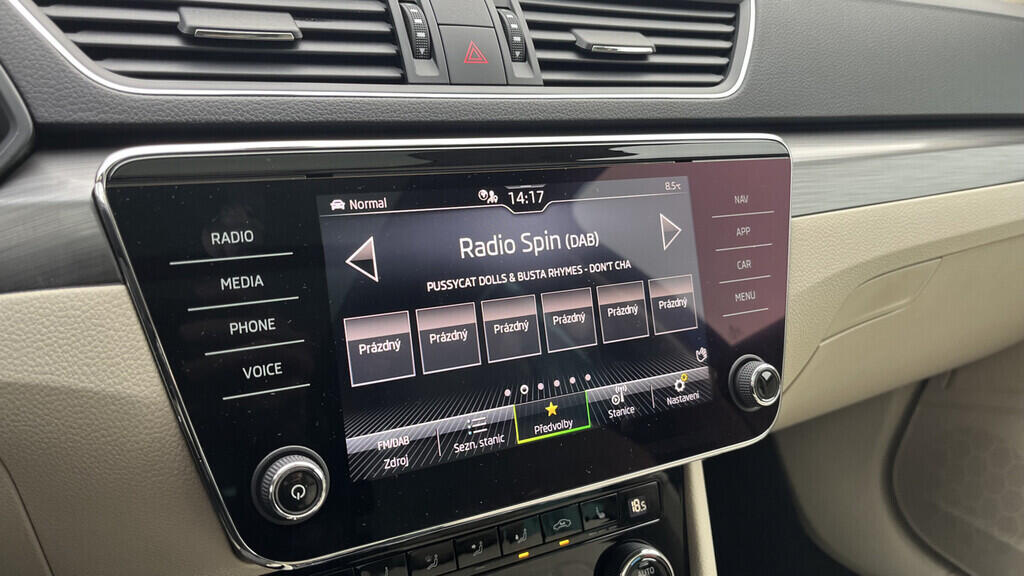 Normal
14:17
8.5°C
Radio Spin (DAB)
PUSSYCAT DOLLS & BUSTA RHYMES - DON'T CHA
Prázdný
Prázdný
Prázdný
Prázdný
Prázdný
Prázdný
FM/DAB
Zdroj
Sezn. stanic
Předvolby
Stanice
Nastavení
RADIO
MEDIA
PHONE
VOICE
NAV
APP
CAR
MENU
18.5
AUTO